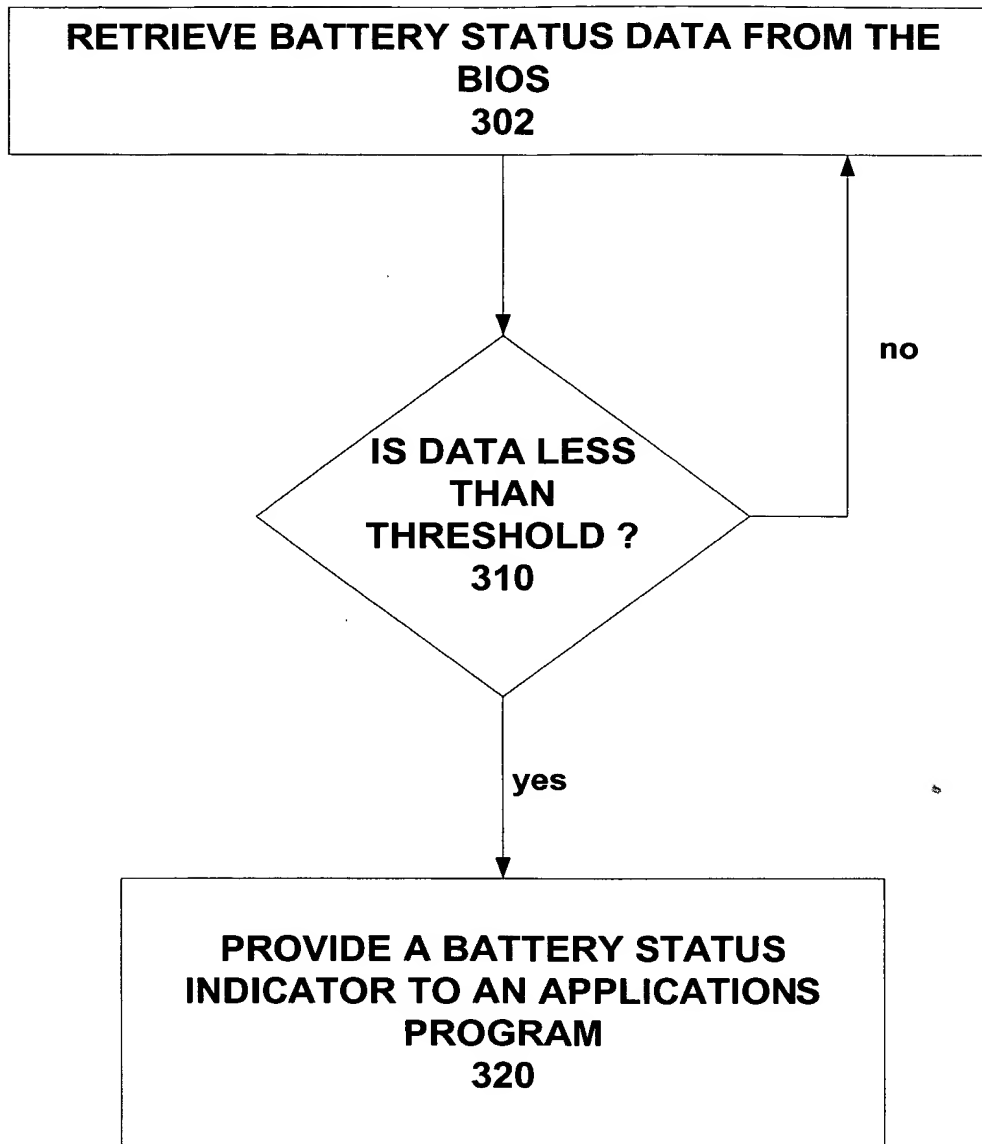 RETRIEVE BATTERY STATUS DATA FROM THE
BIOS
302
no
IS DATA LESS
THAN
THRESHOLD ?
310
yes
PROVIDE A BATTERY STATUS
INDICATOR TO AN APPLICATIONS
PROGRAM
320